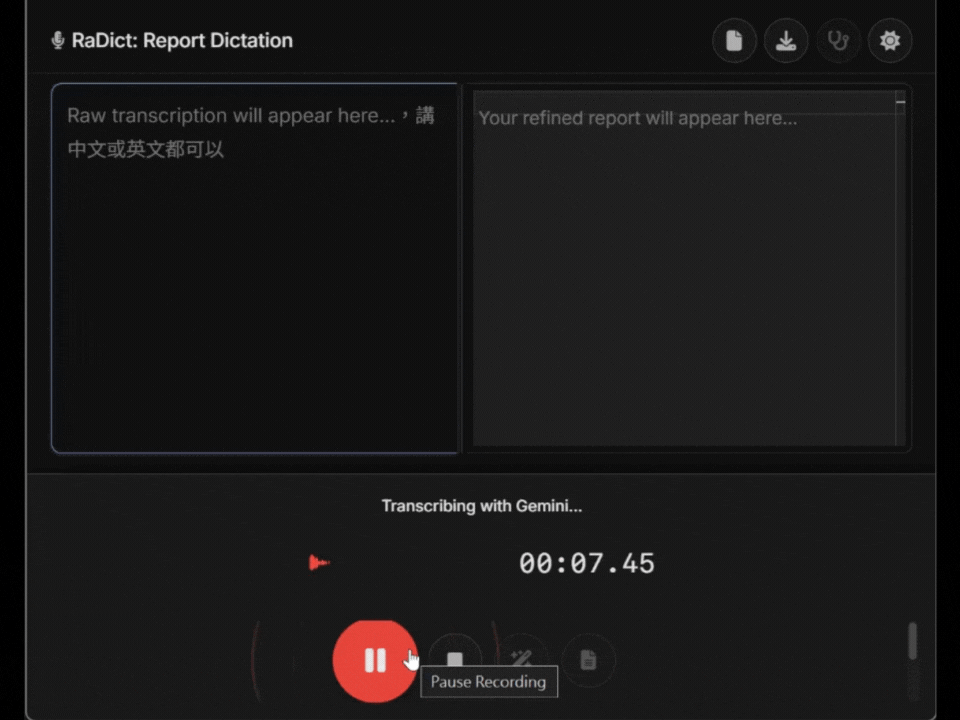 RaDict: Report Dictation
Raw transcription will appear here...，講
中文或英文都可以
Your refined report will appear here...
Transcribing with Gemini...
00:07.45
Pause Recording